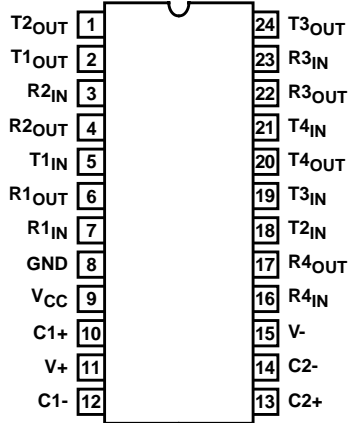 T2OUT 1
T1OUT 2
R2IN 3
R2OUT 4
T1IN 5
R1OUT 6
R1IN 7
GND 8
VCC 9
C1+ 10
V+ 11
C1- 12
24 T3OUT
23 R3IN
22 R3OUT
21 T4IN
20 T4OUT
19 T3IN
18 T2IN
17 R4OUT
16 R4IN
15 V-
14 C2-
13 C2+